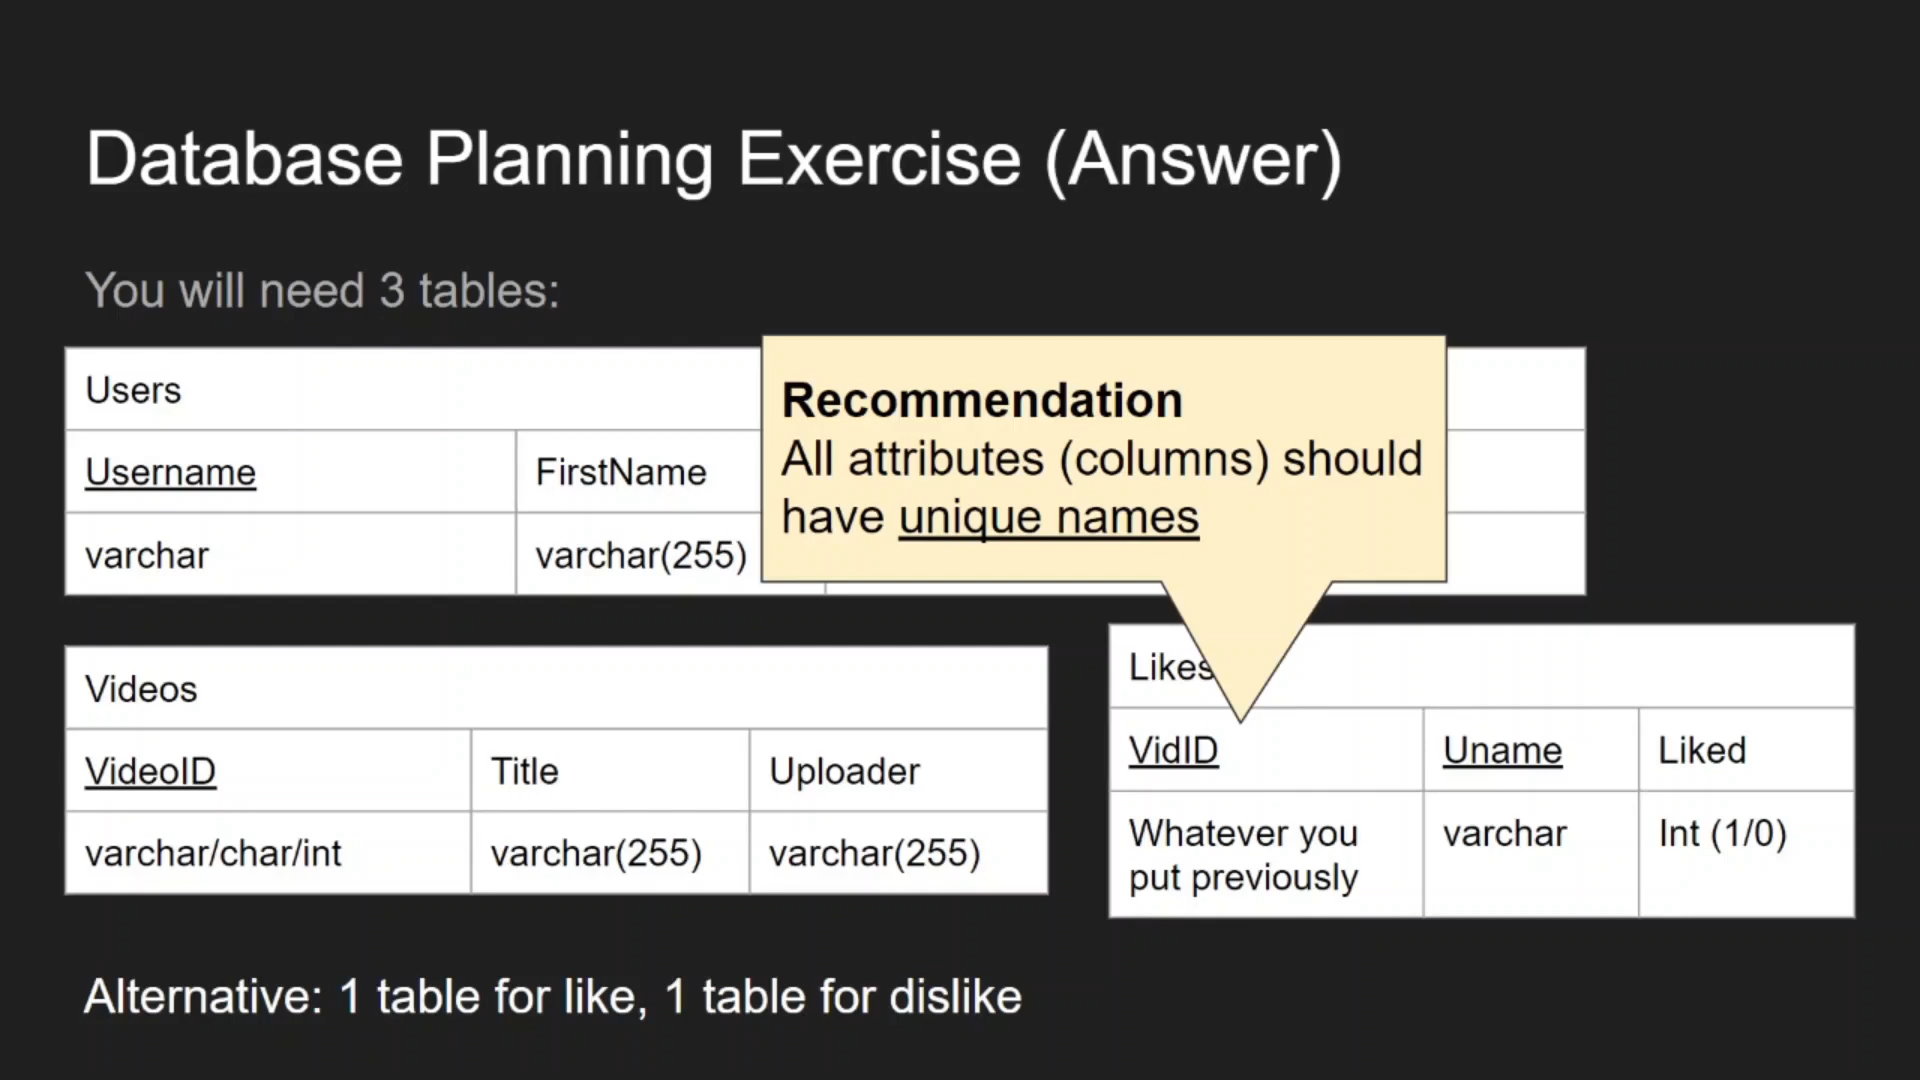 Database Planning Exercise (Answer)
You will need 3 tables:
Users
Username FirstName
varchar varchar(255)
Recommendation
All attributes (columns) should
have unique names
Videos
VideoID Title Uploader
varchar/char/int varchar(255) varchar(255)
Likes
VidID Uname Liked
Whatever you varchar Int (1/0)
put previously
Alternative: 1 table for like, 1 table for dislike